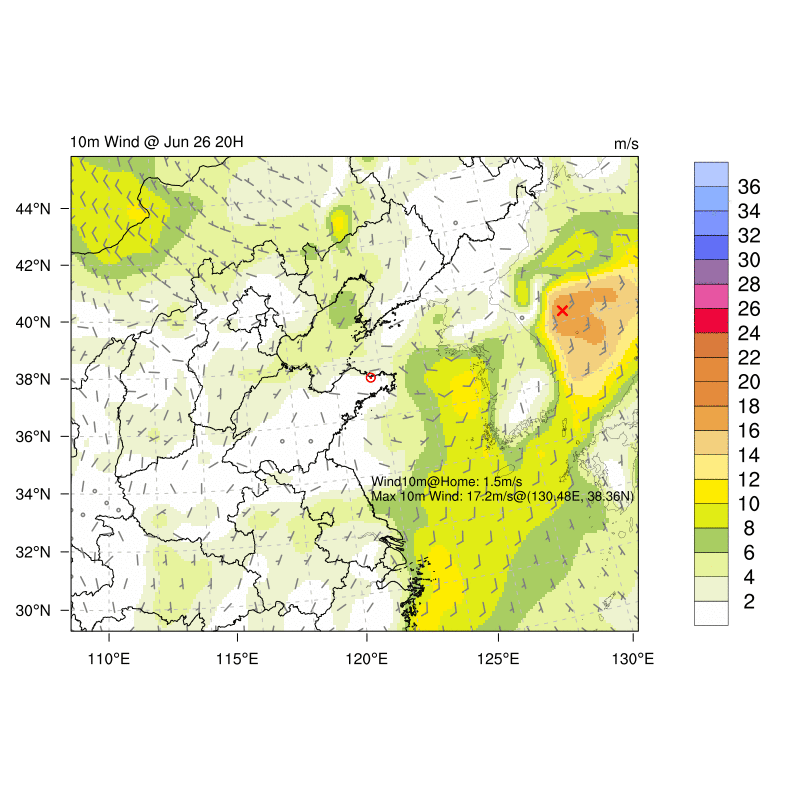 10m Wind @ Jun 26 20H
m/s
44°N
42°N
40°N
38°N
36°N
34°N
32°N
30°N
110°E
115°E
120°E
125°E
130°E
Wind10m@Home: 1.5m/s
Max 10m Wind: 17.2m/s@(130.48E, 38.36N)
36
34
32
30
28
26
24
22
20
18
16
14
12
10
8
6
4
2